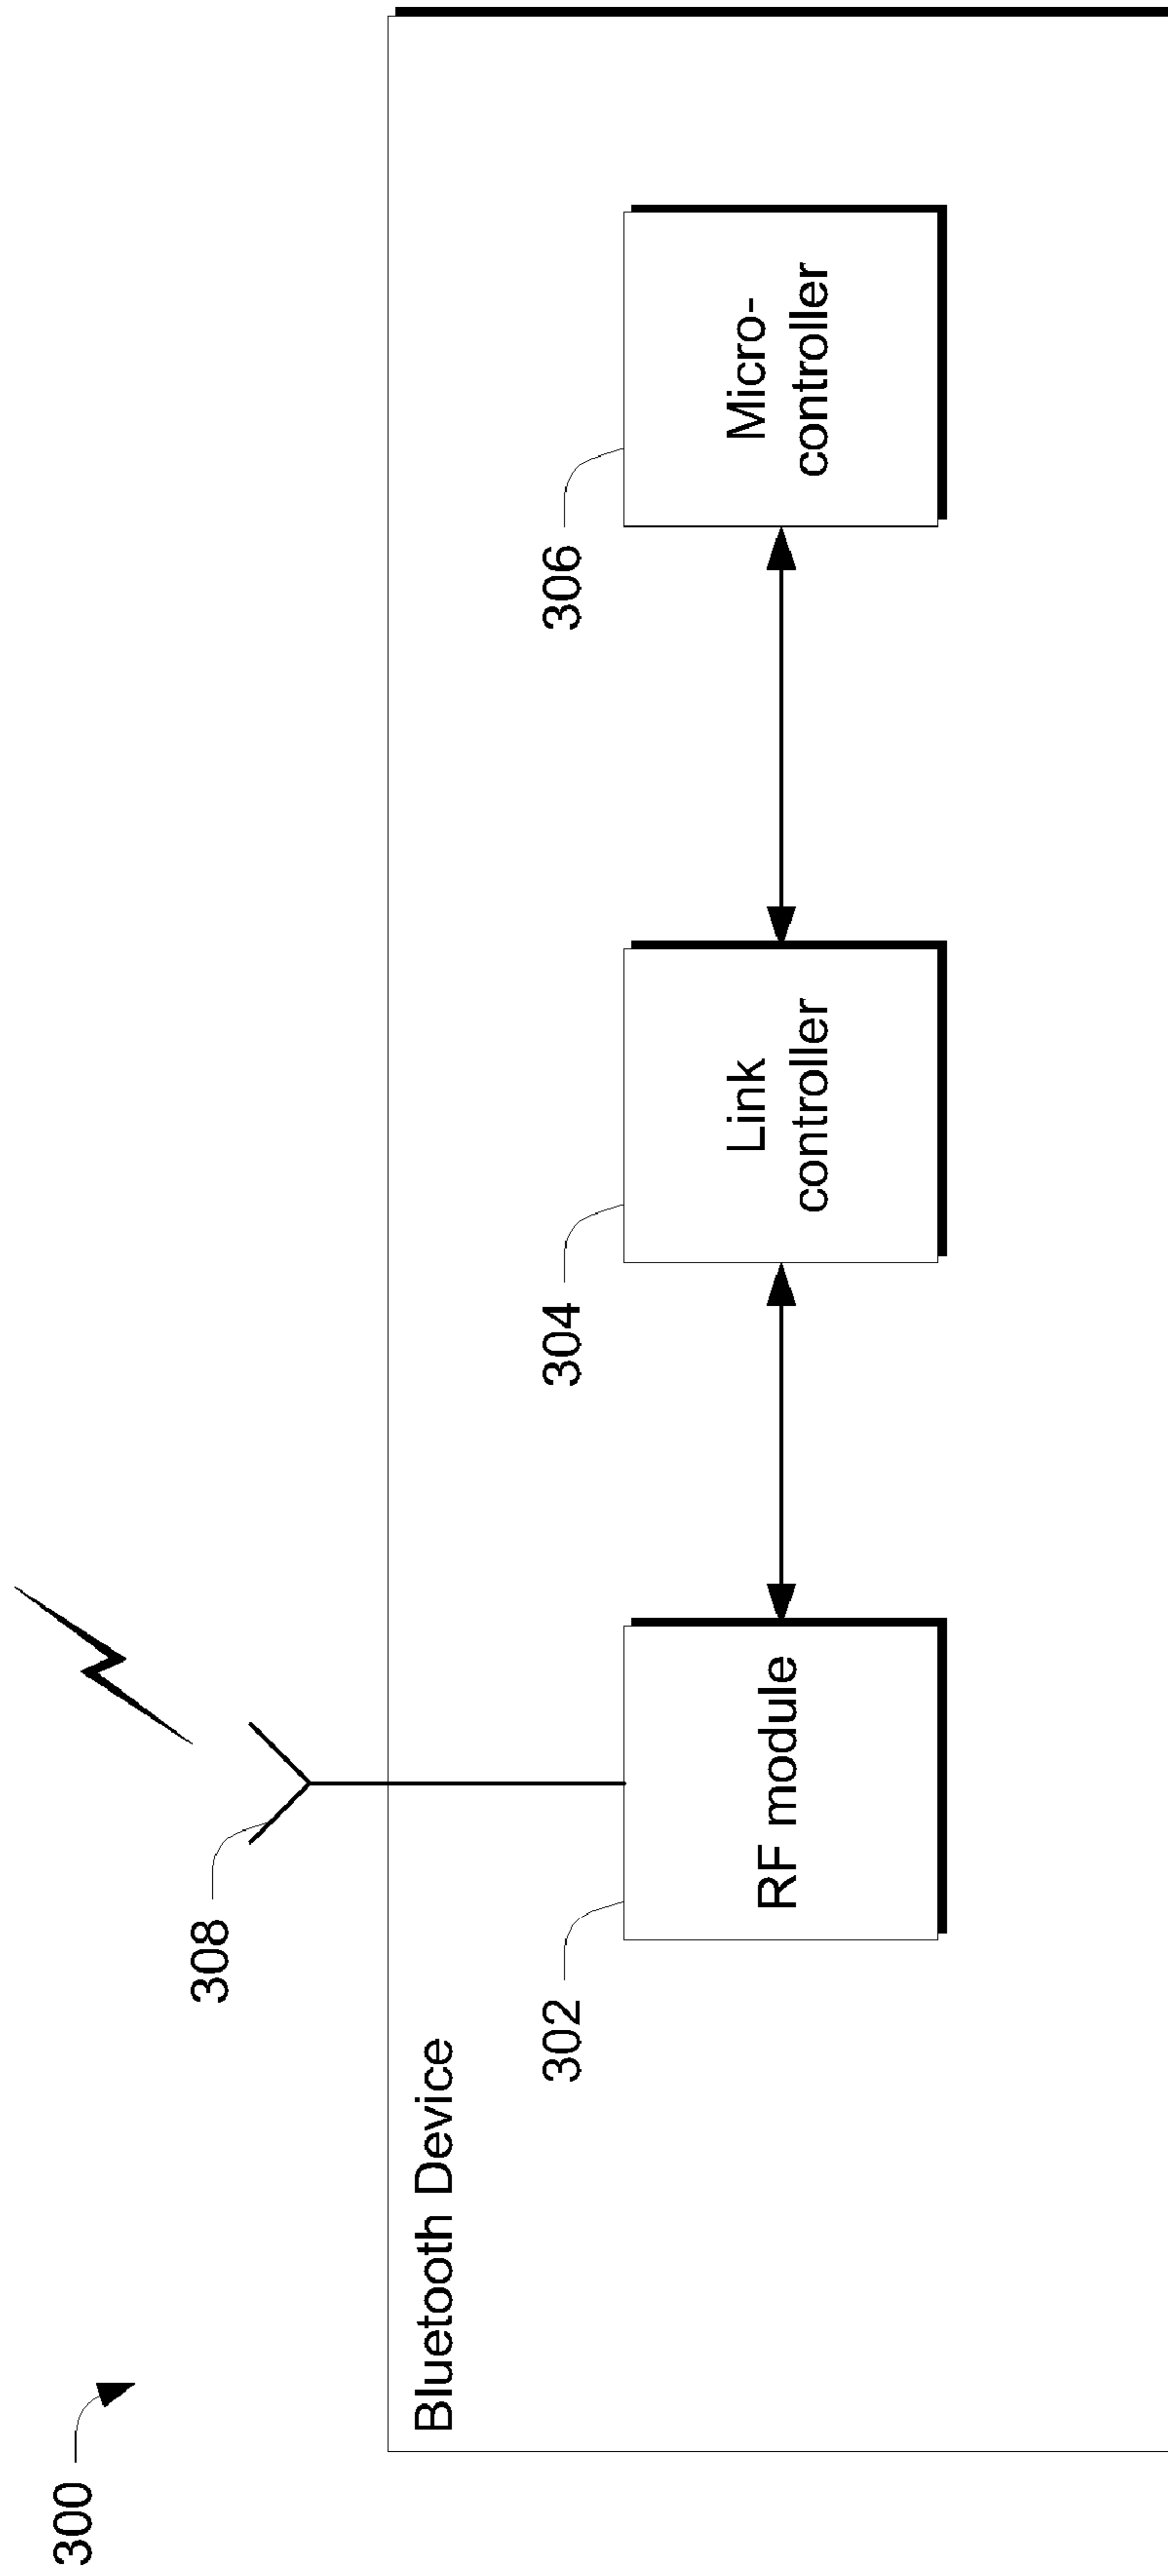 300
308
Bluetooth Device
302
304
306
RF module
Link
controller
Micro-
controller